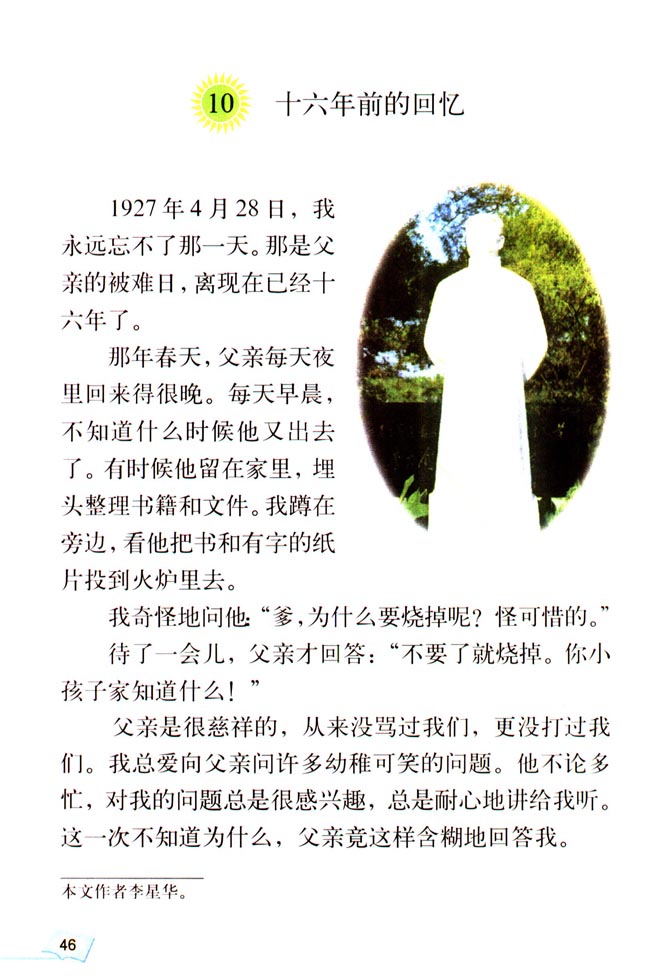 10 十六年前的回忆
1927年4月28日，我
永远忘不了那一天。那是父
亲的被难日，离现在已经十
六年了。
那年春天，父亲每天夜
里回来得很晚。每天早晨，
不知道什么时候他又出去
了。有时候他留在家里，埋
头整理书籍和文件。我蹲在
旁边，看他把书和有字的纸
片投到火炉里去。
我奇怪地问他：“爹，为什么要烧掉呢？怪可惜的。”
待了一会儿，父亲才回答：“不要了就烧掉。你小
孩子家知道什么！”
父亲是很慈祥的，从来没骂过我们，更没打过我
们。我总爱向父亲问许多幼稚可笑的问题。他不论多
忙，对我的问题总是很感兴趣，总是耐心地讲给我听。
这一次不知道为什么，父亲竟这样含糊地回答我。
本文作者李星华。
46